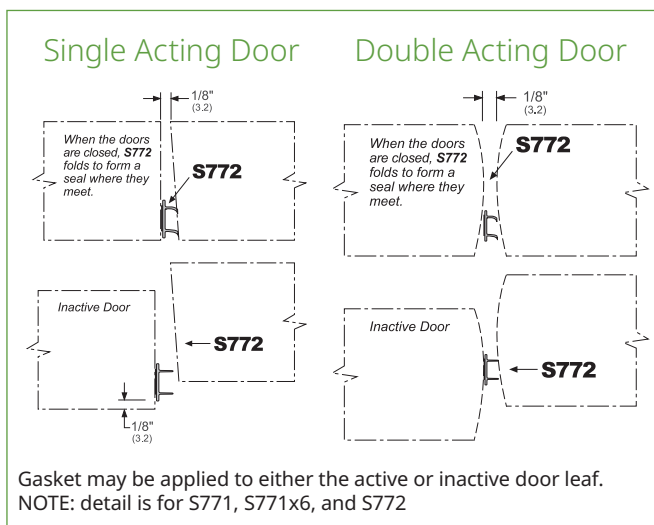 Single Acting Door
1/8"
(3.2)
When the doors
are closed, S772
folds to form a
seal where they
meet.
S772
Inactive Door
S772
1/8"
(3.2)
Double Acting Door
1/8"
(3.2)
When the doors
are closed, S772
folds to form a
seal where they
meet.
S772
Inactive Door
S772
Gasket may be applied to either the active or inactive door leaf.
NOTE: detail is for S771, S771x6, and S772